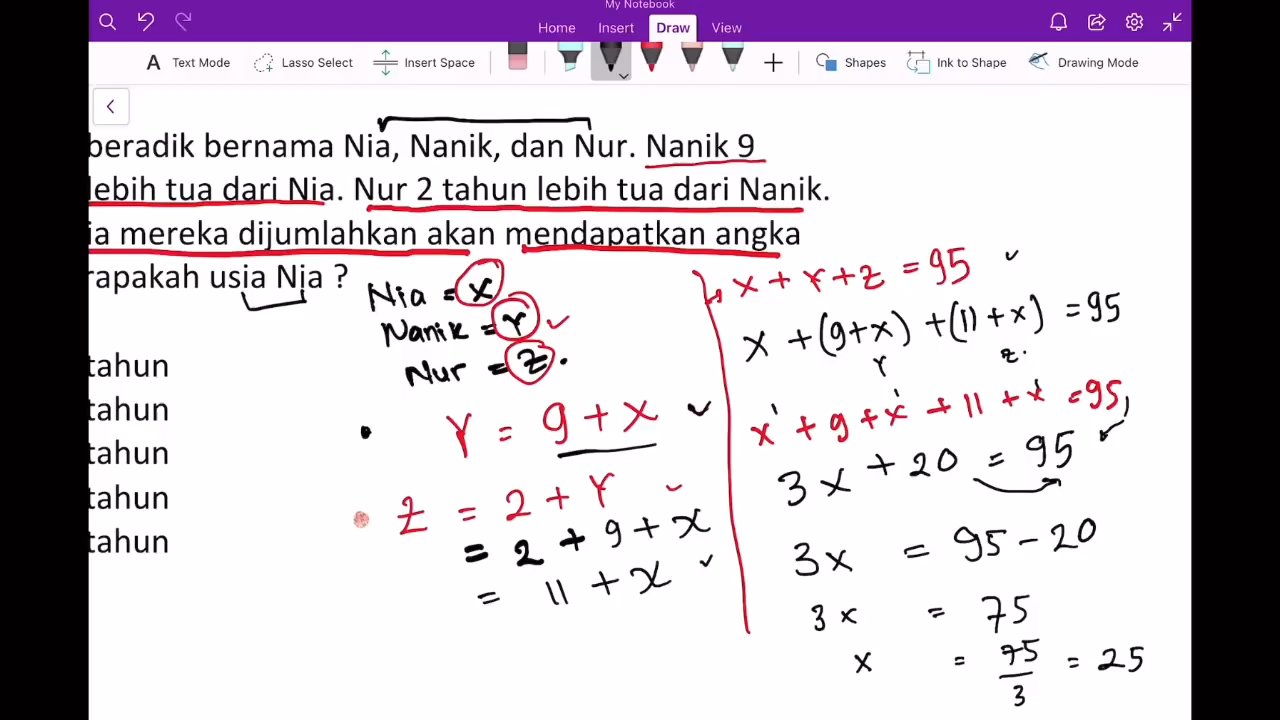 My Notebook
Home Insert Draw View
Text Mode Lasso Select Insert Space Shapes Ink to Shape Drawing Mode
beradik bernama Nia, Nanik, dan Nur. Nanik 9
lebih tua dari Nia. Nur 2 tahun lebih tua dari Nanik.
ia mereka dijumlahkan akan mendapatkan angka
rapakah usia Nia ?
tahun
tahun
tahun
tahun
tahun
Nia = x
Nanik = Y
Nur = Z.
Y = 9 + x
Z = 2 + Y
= 2 + 9 + x
= 11 + x
x + Y + Z = 95
x + (9+x) + (11+x) = 95
Y Z.
x + 9 + x + 11 + x = 95
3x + 20 = 95
3x = 95 - 20
3x = 75
x = 75/3 = 25